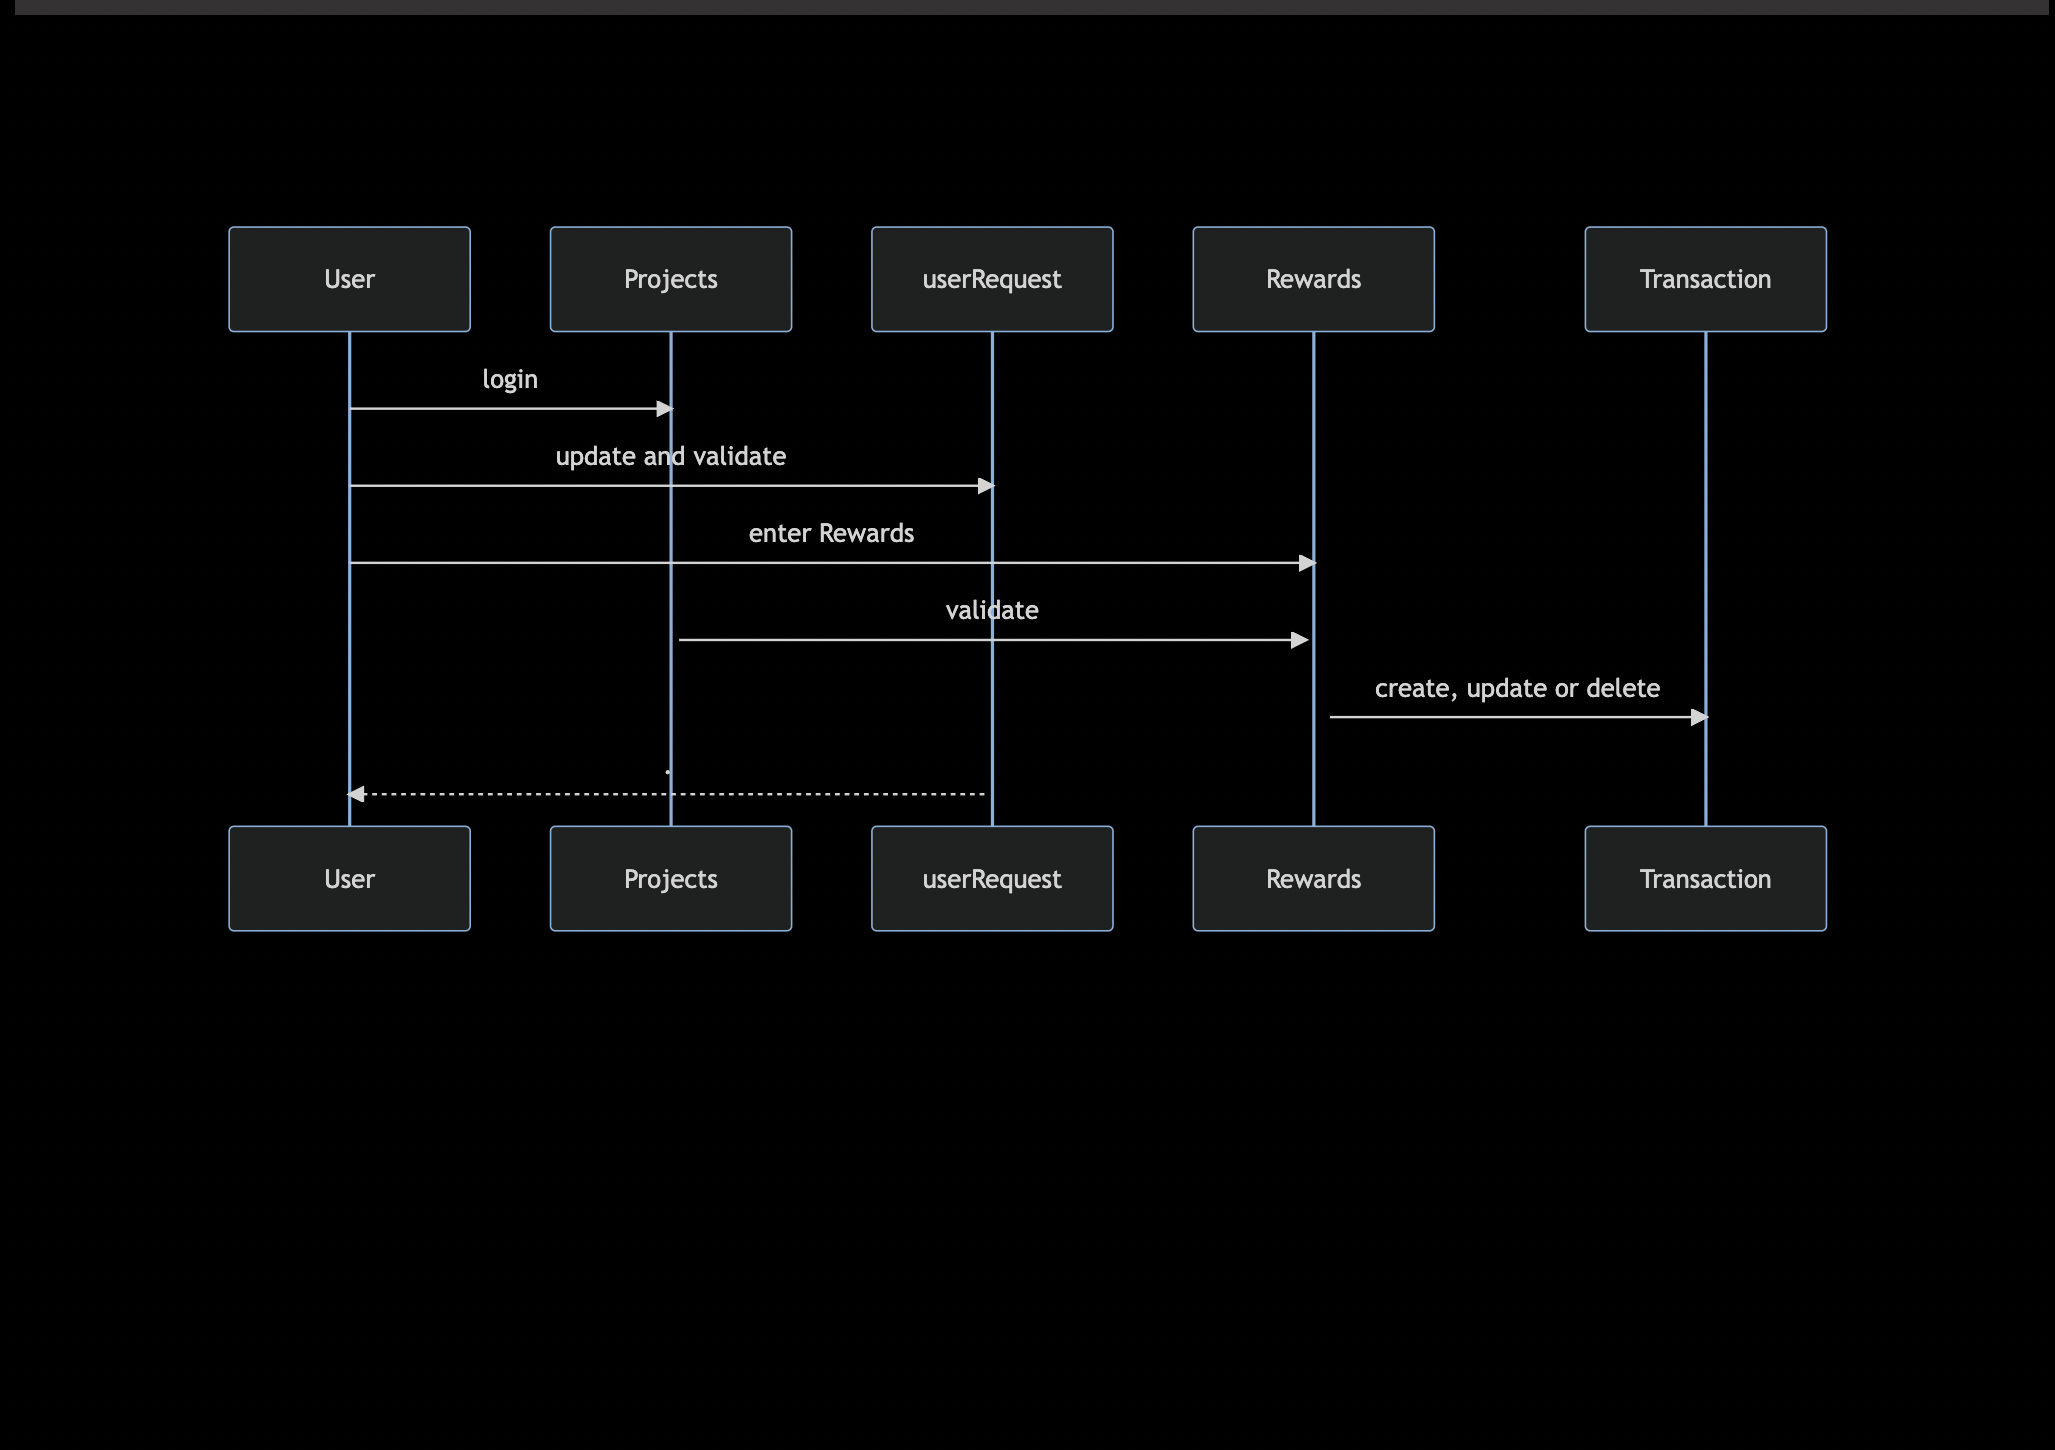 User
Projects
userRequest
Rewards
Transaction
login
update and validate
enter Rewards
validate
create, update or delete
.
User
Projects
userRequest
Rewards
Transaction